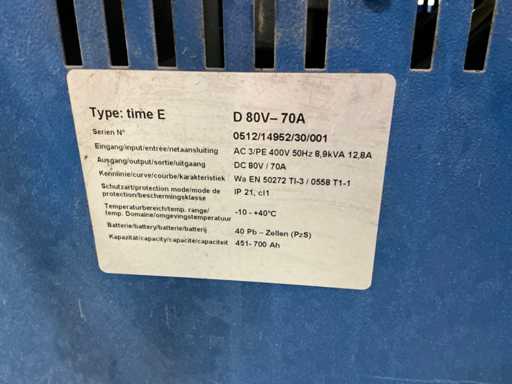 Type: time E D 80V– 70A
Serien N° 0512/14952/30/001
Eingang/input/entrée/netaansluiting AC 3/PE 400V 50Hz 8,9kVA 12,8A
Ausgang/output/sortie/uitgaang DC 80V / 70A
Kennlinie/curve/courbe/karakteristiek Wa EN 50272 TI-3 / 0558 T1-1
Schutzart/protection mode/mode de
protection/beschermingsklasse IP 21, cl1
Temperaturbereich/temp. range/
temp. Domaine/omgevingstemperatuur -10 - +40°C
Batterie/battery/batterie/batterij 40 Pb – Zellen (PzS)
Kapazität/capacity/capacité/capaciteit 451- 700 Ah